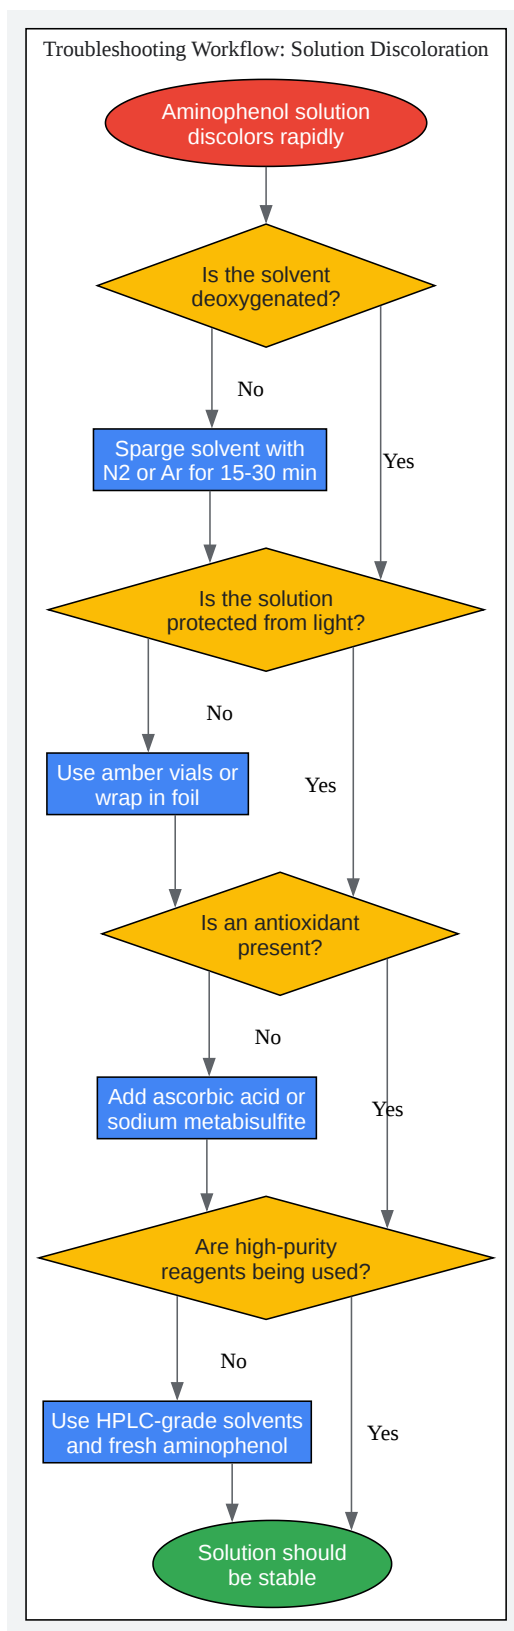 Troubleshooting Workflow: Solution Discoloration
Aminophenol solution
discolors rapidly
Is the solvent
deoxygenated?
No
Yes
Sparge solvent with
N2 or Ar for 15-30 min
Is the solution
protected from light?
No
Yes
Use amber vials or
wrap in foil
Is an antioxidant
present?
No
Yes
Add ascorbic acid or
sodium metabisulfite
Are high-purity
reagents being used?
No
Yes
Use HPLC-grade solvents
and fresh aminophenol
Solution should
be stable